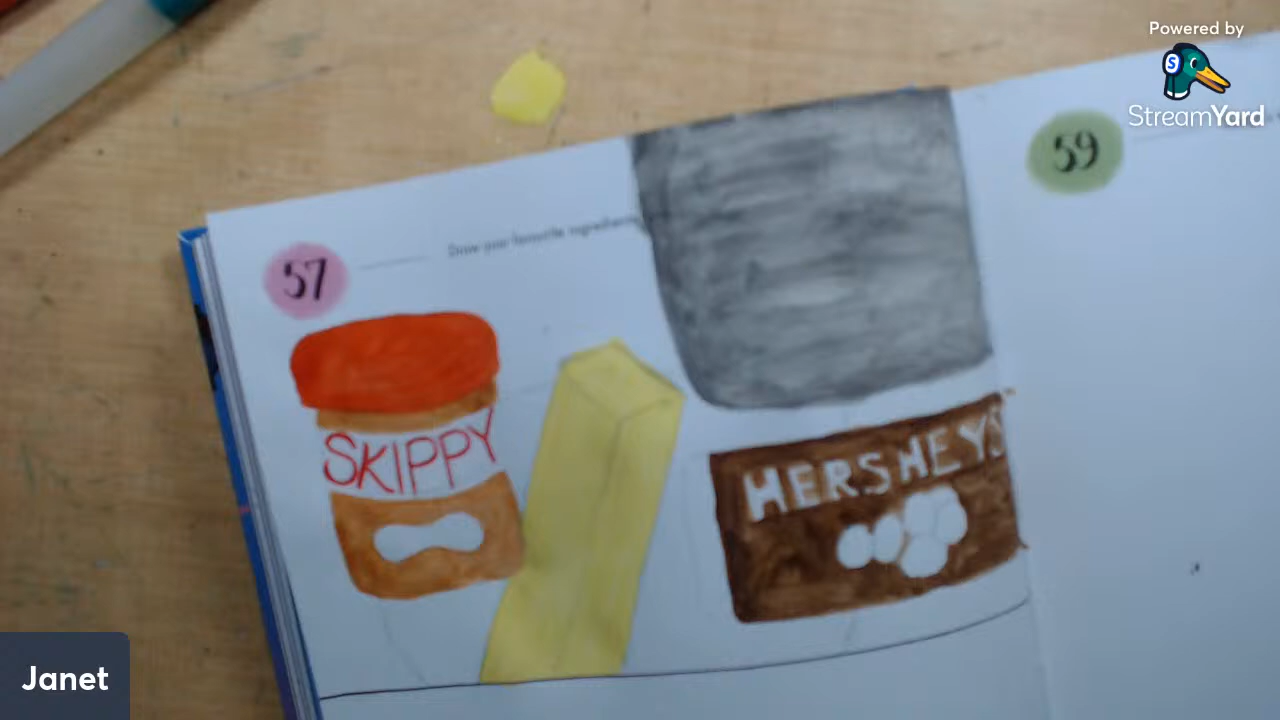 Powered by
StreamYard
59
57
Draw your favourite ingredients
SKIPPY
HERSHEYS
Janet